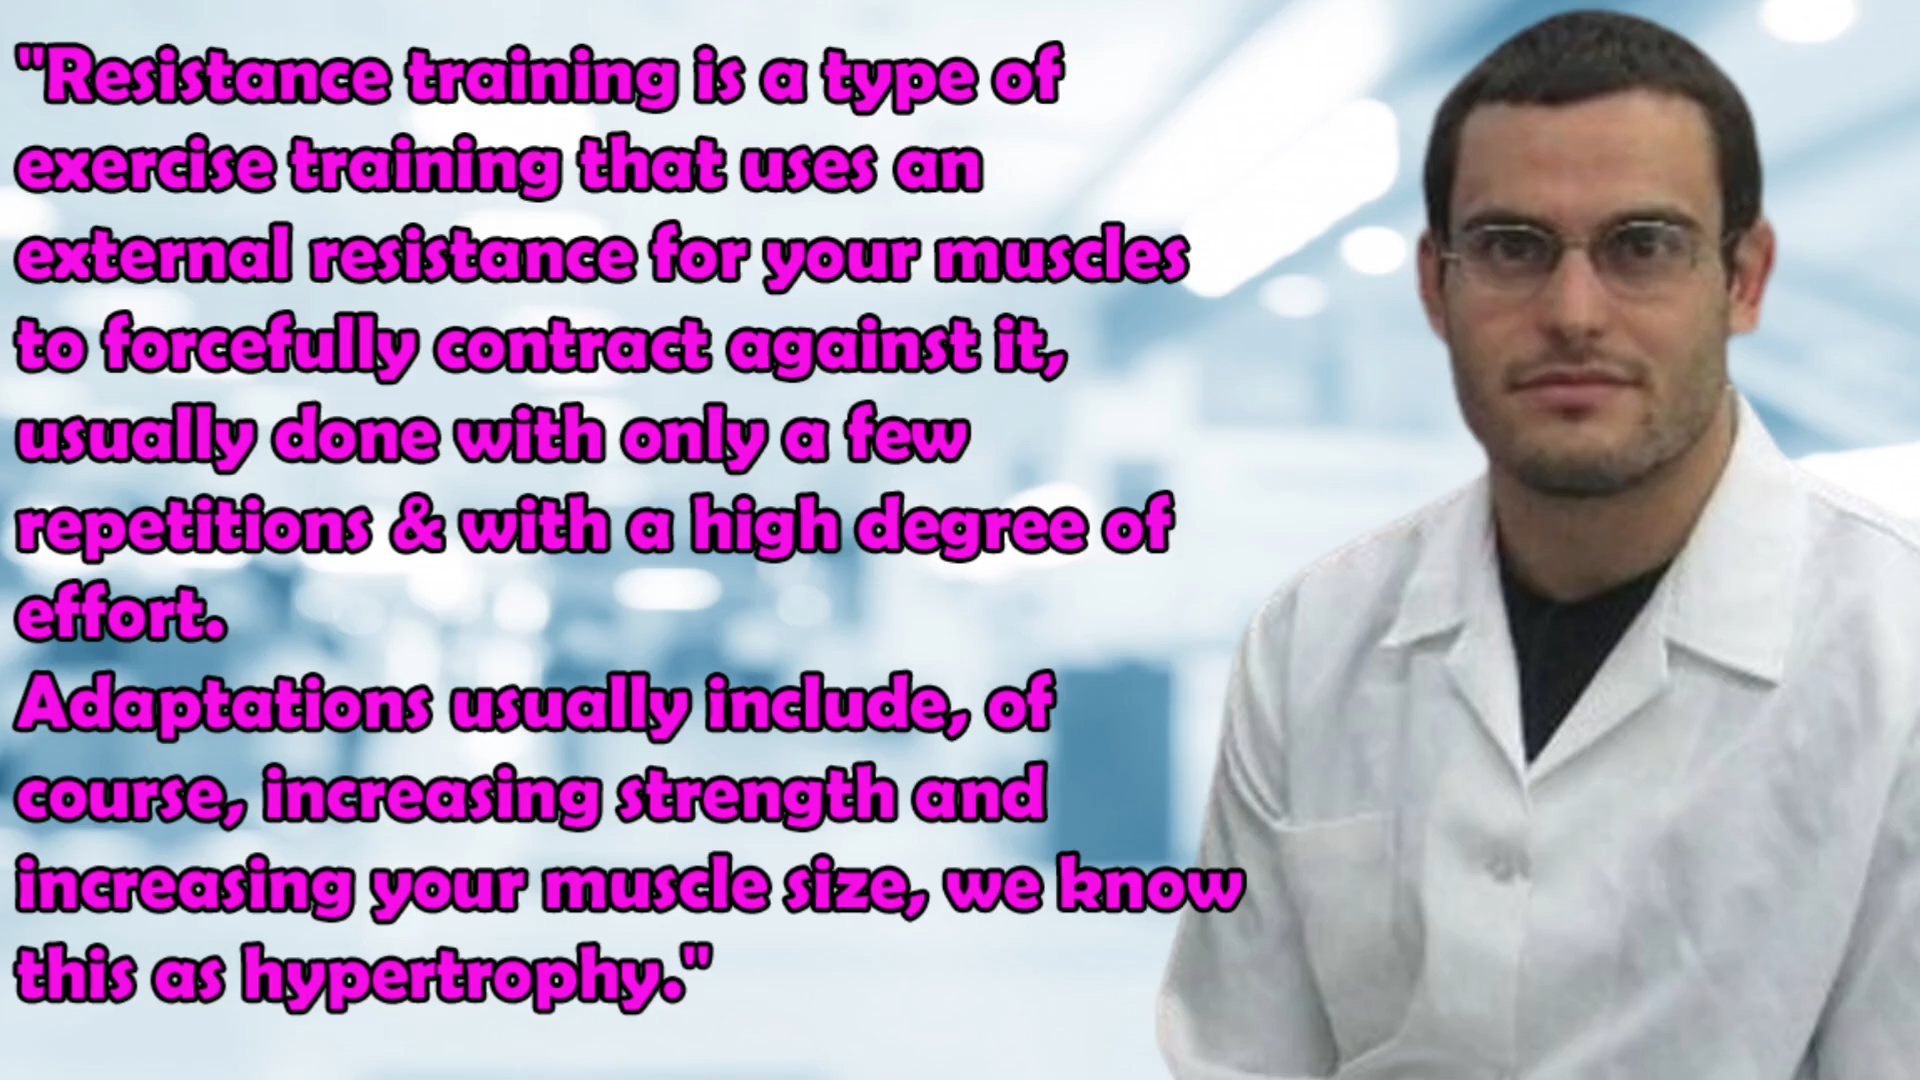 "Resistance training is a type of
exercise training that uses an
external resistance for your muscles
to forcefully contract against it,
usually done with only a few
repetitions & with a high degree of
effort.
Adaptations usually include, of
course, increasing strength and
increasing your muscle size, we know
this as hypertrophy."